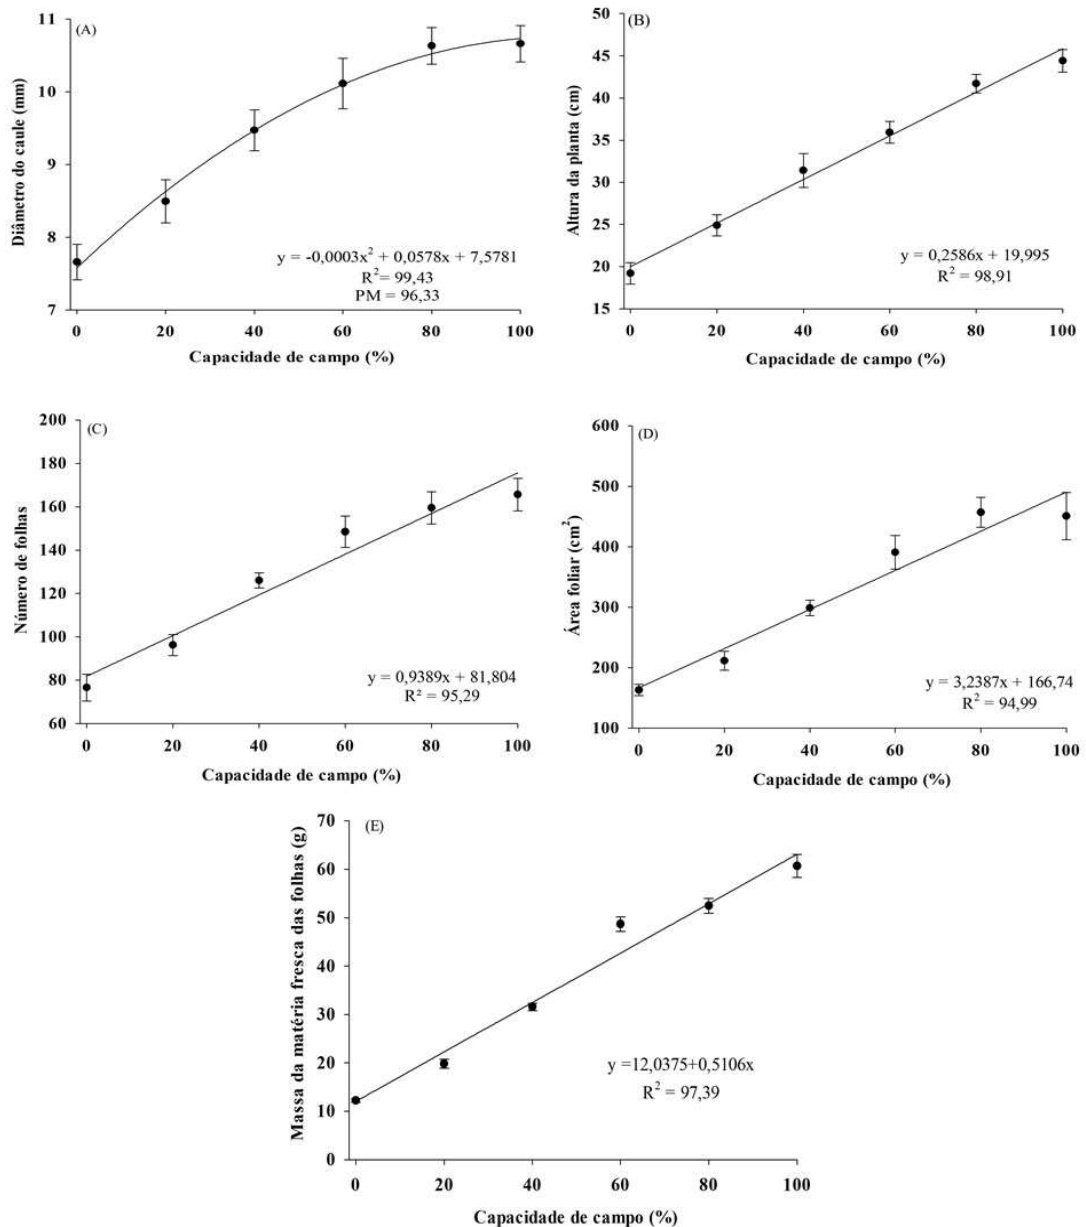 (A)
Diâmetro do caule (mm)
11
10
9
8
7
y = -0,0003x² + 0,0578x + 7,5781
R²= 99,43
PM = 96,33
0 20 40 60 80 100
Capacidade de campo (%)
(B)
Altura da planta (cm)
50
45
40
35
30
25
20
15
y = 0,2586x + 19,995
R² = 98,91
0 20 40 60 80 100
Capacidade de campo (%)
(C)
Número de folhas
200
180
160
140
120
100
80
60
y = 0,9389x + 81,804
R² = 95,29
0 20 40 60 80 100
Capacidade de campo (%)
(D)
Área foliar (cm²)
600
500
400
300
200
100
y = 3,2387x + 166,74
R² = 94,99
0 20 40 60 80 100
Capacidade de campo (%)
(E)
Massa da matéria fresca das folhas (g)
70
60
50
40
30
20
10
0
y =12,0375+0,5106x
R² = 97,39
0 20 40 60 80 100
Capacidade de campo (%)